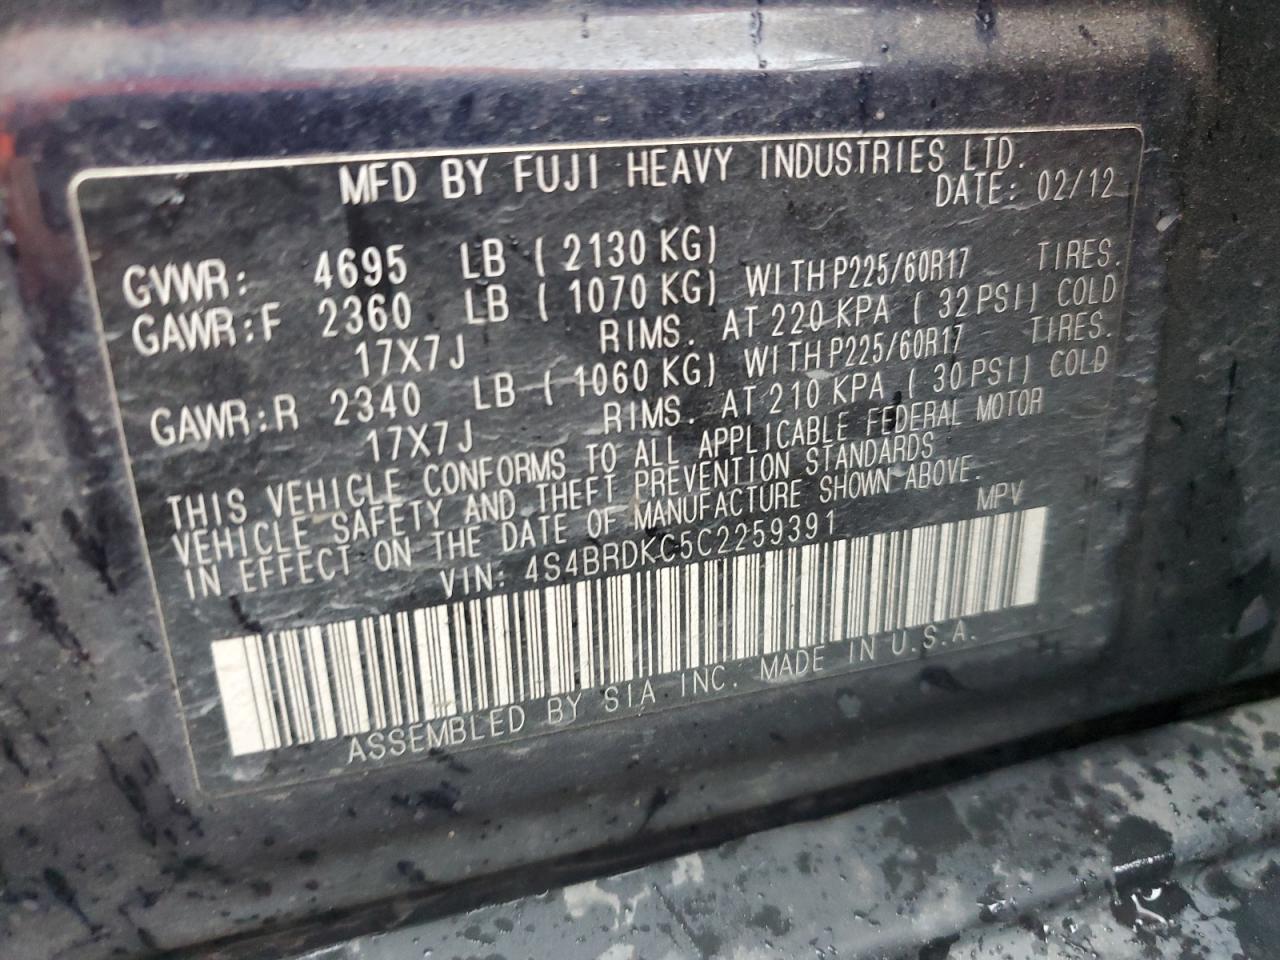 MFD BY FUJI HEAVY INDUSTRIES LTD.
DATE: 02/12
GVWR: 4695 LB ( 2130 KG)
GAWR:F 2360 LB ( 1070 KG) WITH P225/60R17 TIRES.
17X7J RIMS. AT 220 KPA ( 32 PSI) COLD
GAWR:R 2340 LB ( 1060 KG) WITH P225/60R17 TIRES.
17X7J RIMS. AT 210 KPA ( 30 PSI) COLD
THIS VEHICLE CONFORMS TO ALL APPLICABLE FEDERAL MOTOR
VEHICLE SAFETY AND THEFT PREVENTION STANDARDS
IN EFFECT ON THE DATE OF MANUFACTURE SHOWN ABOVE.
VIN: 4S4BRDKC5C2259391 MPV
ASSEMBLED BY SIA INC. MADE IN U.S.A.